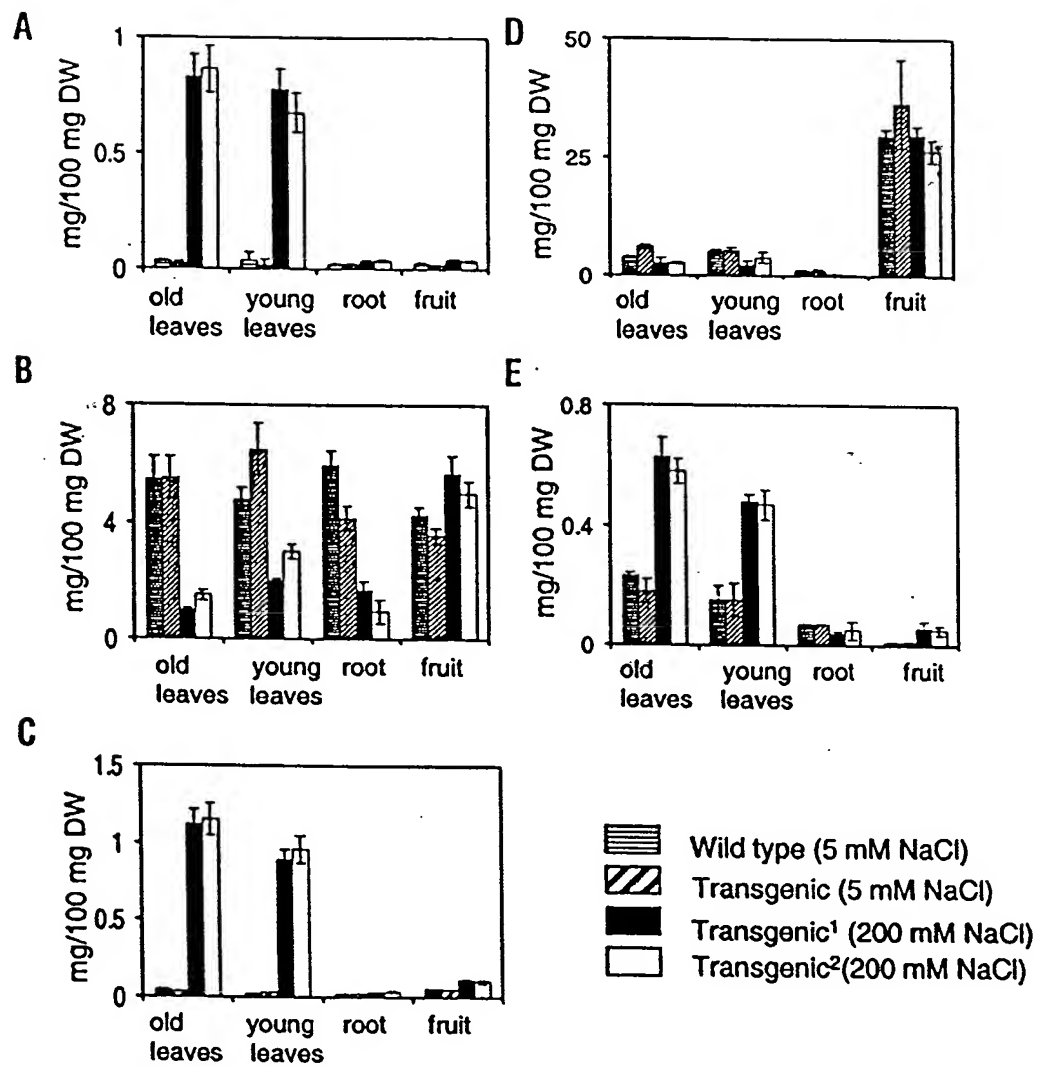 A
mg/100 mg DW
1
0.5
0
old leaves
young leaves
root
fruit
B
mg/100 mg DW
8
4
0
old leaves
young leaves
root
fruit
C
mg/100 mg DW
1.5
1
0.5
0
old leaves
young leaves
root
fruit
D
mg/100 mg DW
50
25
0
old leaves
young leaves
root
fruit
E
mg/100 mg DW
0.8
0.4
0
old leaves
young leaves
root
fruit
Wild type (5 mM NaCl)
Transgenic (5 mM NaCl)
Transgenic¹ (200 mM NaCl)
Transgenic²(200 mM NaCl)